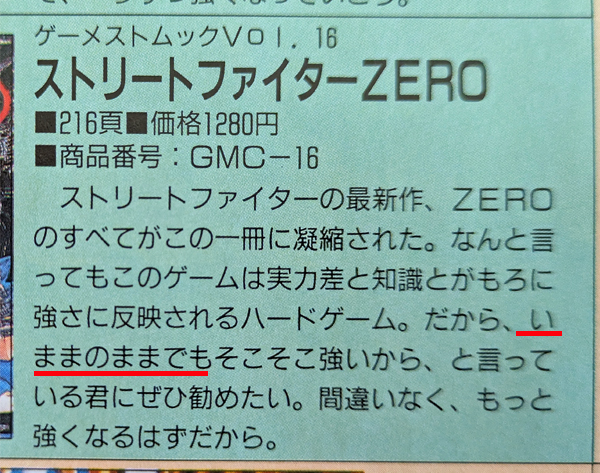 ゲーメストムックVol．16
ストリートファイターZERO
■216頁■価格1280円
■商品番号：GMC－16
ストリートファイターの最新作、ZERO
のすべてがこの一冊に凝縮された。なんと言
ってもこのゲームは実力差と知識とがもろに
強さに反映されるハードゲーム。だから、い
ままのままでもそこそこ強いから、と言って
いる君にぜひ勧めたい。間違いなく、もっと
強くなるはずだから。